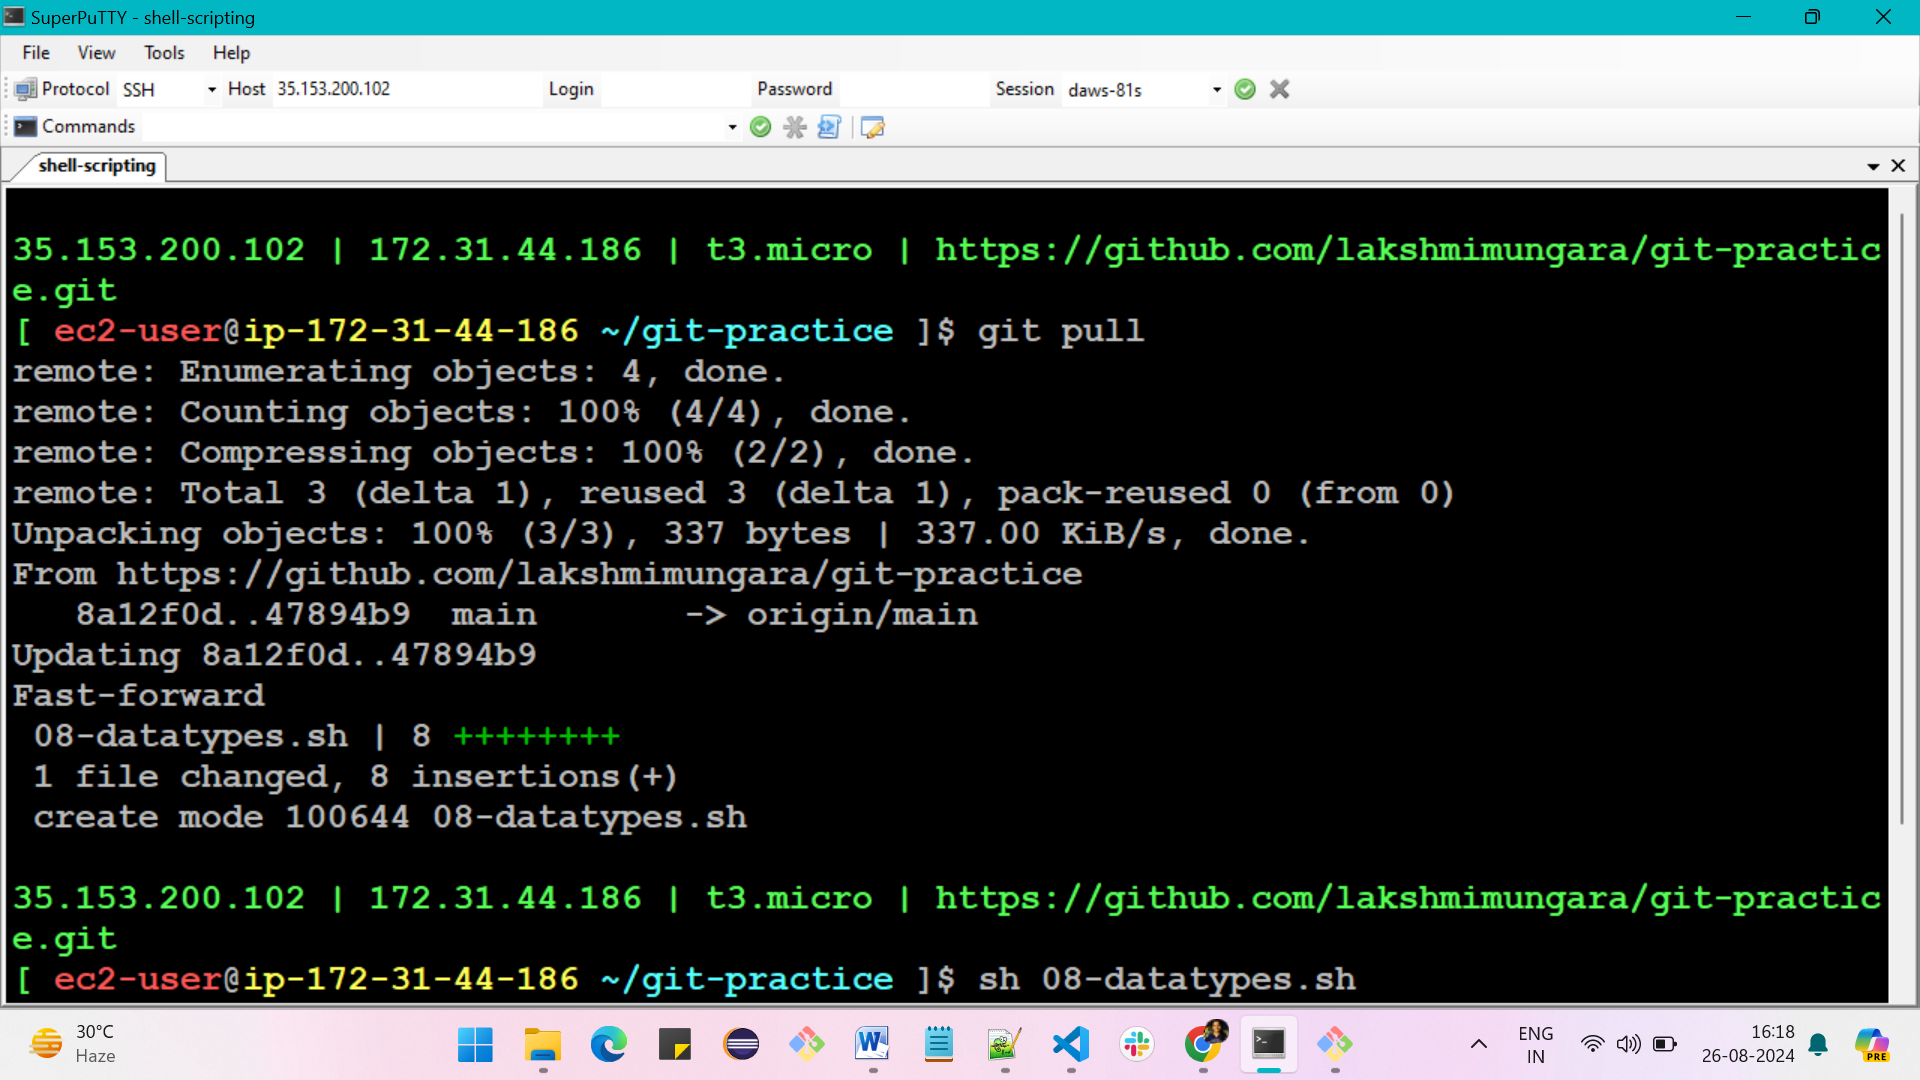 SuperPuTTY - shell-scripting
File View Tools Help
Protocol SSH Host 35.153.200.102 Login Password Session daws-81s
Commands
shell-scripting
35.153.200.102 | 172.31.44.186 | t3.micro | https://github.com/lakshmimungara/git-practic
e.git
[ ec2-user@ip-172-31-44-186 ~/git-practice ]$ git pull
remote: Enumerating objects: 4, done.
remote: Counting objects: 100% (4/4), done.
remote: Compressing objects: 100% (2/2), done.
remote: Total 3 (delta 1), reused 3 (delta 1), pack-reused 0 (from 0)
Unpacking objects: 100% (3/3), 337 bytes | 337.00 KiB/s, done.
From https://github.com/lakshmimungara/git-practice
   8a12f0d..47894b9  main       -> origin/main
Updating 8a12f0d..47894b9
Fast-forward
 08-datatypes.sh | 8 ++++++++
 1 file changed, 8 insertions(+)
 create mode 100644 08-datatypes.sh
35.153.200.102 | 172.31.44.186 | t3.micro | https://github.com/lakshmimungara/git-practic
e.git
[ ec2-user@ip-172-31-44-186 ~/git-practice ]$ sh 08-datatypes.sh
30°C
Haze
ENG
IN
16:18
26-08-2024
PRE